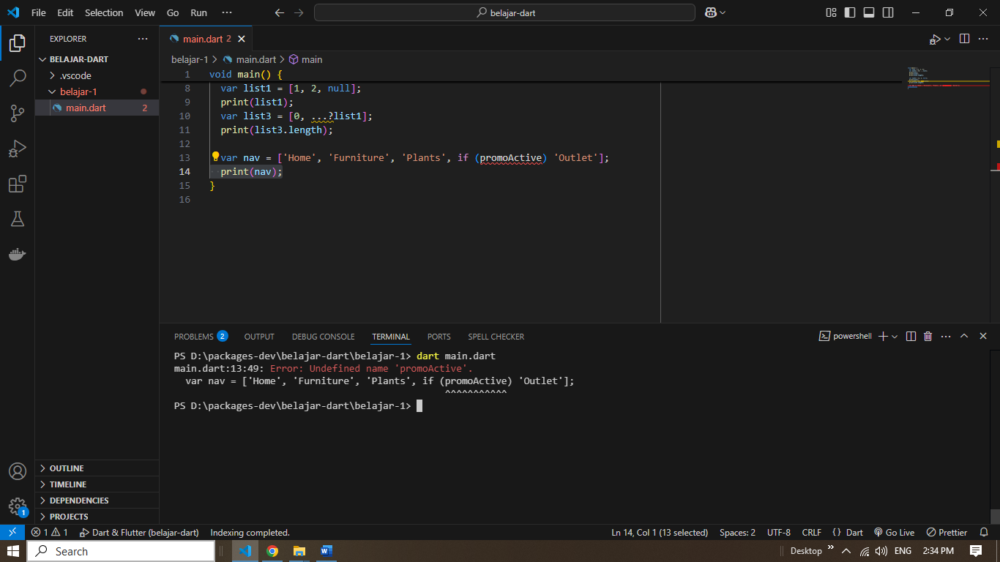 File Edit Selection View Go Run ··· belajar-dart
EXPLORER ···
BELAJAR-DART
.vscode
belajar-1
main.dart 2
OUTLINE
TIMELINE
DEPENDENCIES
PROJECTS
main.dart 2
belajar-1 > main.dart > main
1 void main() {
8 var list1 = [1, 2, null];
9 print(list1);
10 var list3 = [0, ...?list1];
11 print(list3.length);
12
13 var nav = ['Home', 'Furniture', 'Plants', if (promoActive) 'Outlet'];
14 print(nav);
15 }
16
PROBLEMS 2 OUTPUT DEBUG CONSOLE TERMINAL PORTS SPELL CHECKER powershell
PS D:\packages-dev\belajar-dart\belajar-1> dart main.dart
main.dart:13:49: Error: Undefined name 'promoActive'.
var nav = ['Home', 'Furniture', 'Plants', if (promoActive) 'Outlet'];
^^^^^^^^^^^
PS D:\packages-dev\belajar-dart\belajar-1>
1
1 1 Dart & Flutter (belajar-dart) Indexing completed. Ln 14, Col 1 (13 selected) Spaces: 2 UTF-8 CRLF {} Dart Go Live Prettier
Search Desktop ENG 2:34 PM